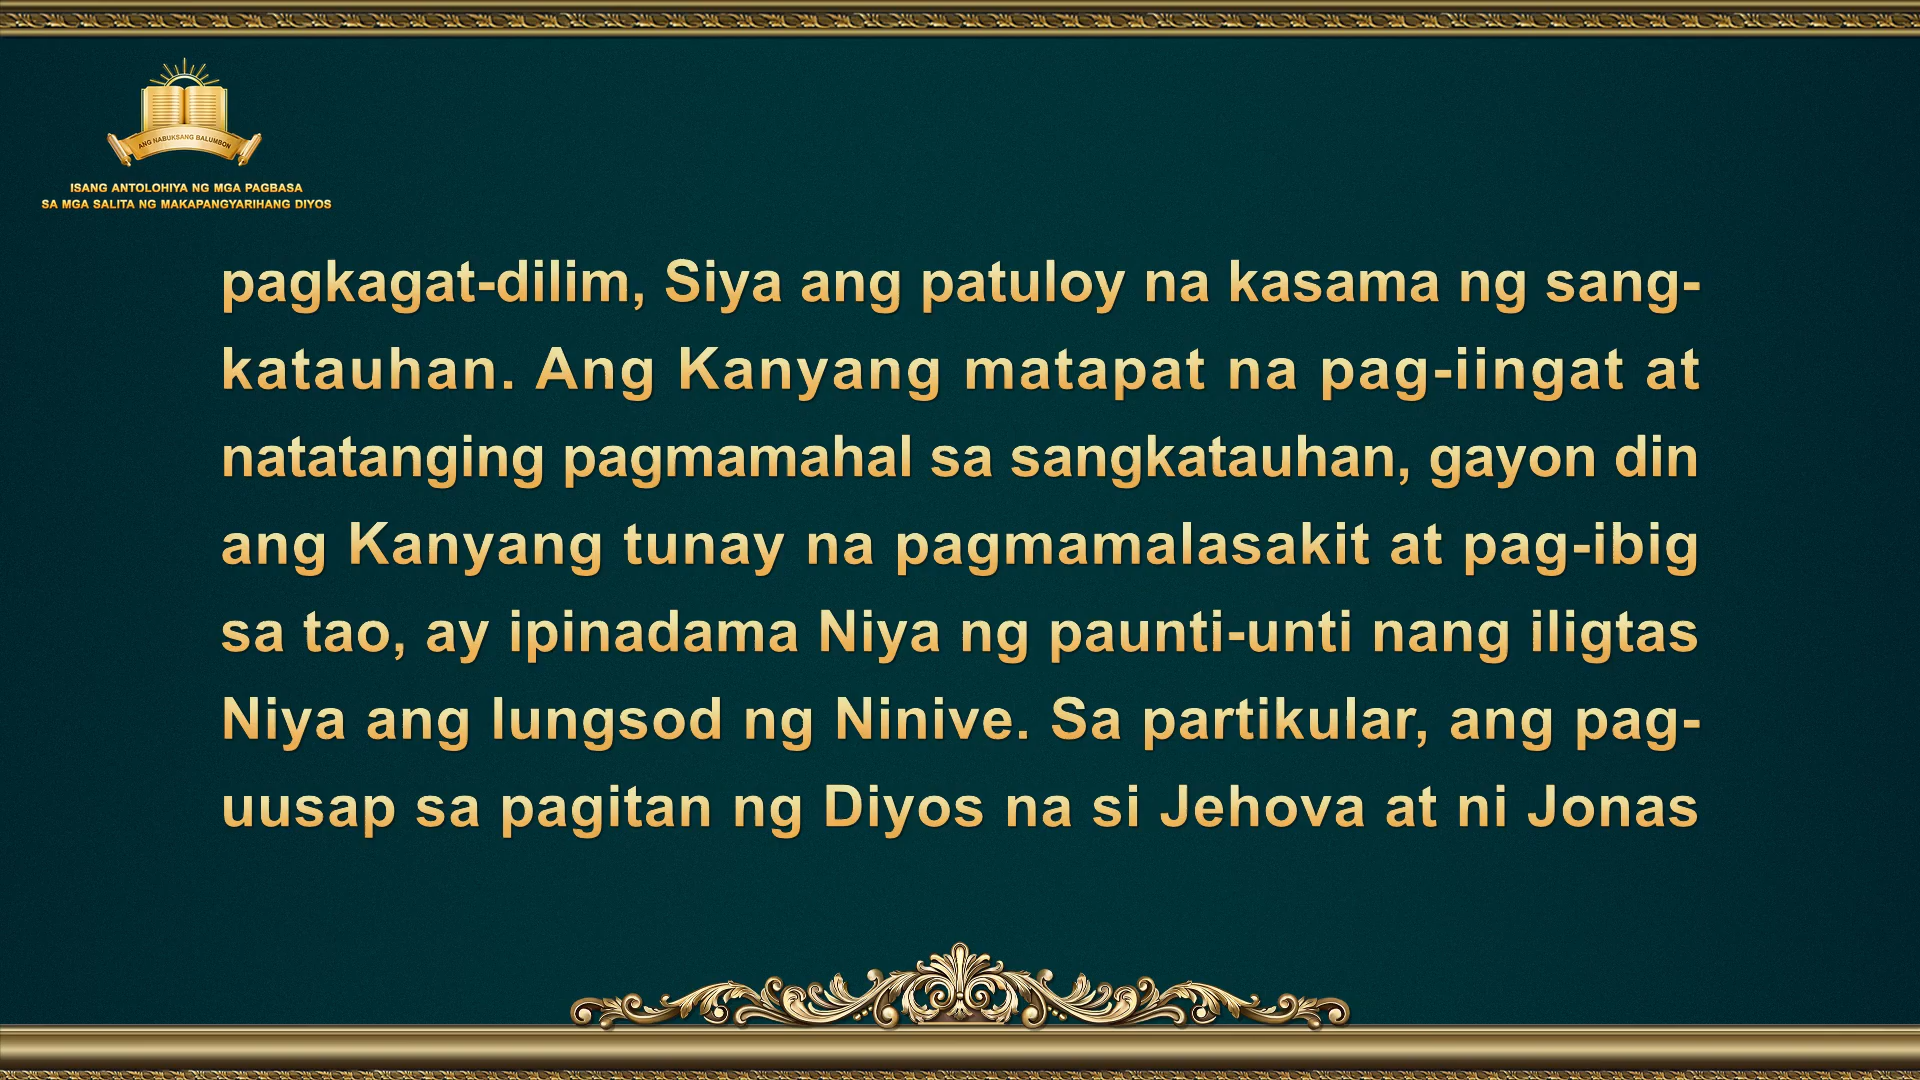 ANG NABUKSANG BALUMBON
ISANG ANTOLOHIYA NG MGA PAGBASA
SA MGA SALITA NG MAKAPANGYARIHANG DIYOS
pagkagat-dilim, Siya ang patuloy na kasama ng sang-
katauhan. Ang Kanyang matapat na pag-iingat at
natatanging pagmamahal sa sangkatauhan, gayon din
ang Kanyang tunay na pagmamalasakit at pag-ibig
sa tao, ay ipinadama Niya ng paunti-unti nang iligtas
Niya ang lungsod ng Ninive. Sa partikular, ang pag-
uusap sa pagitan ng Diyos na si Jehova at ni Jonas